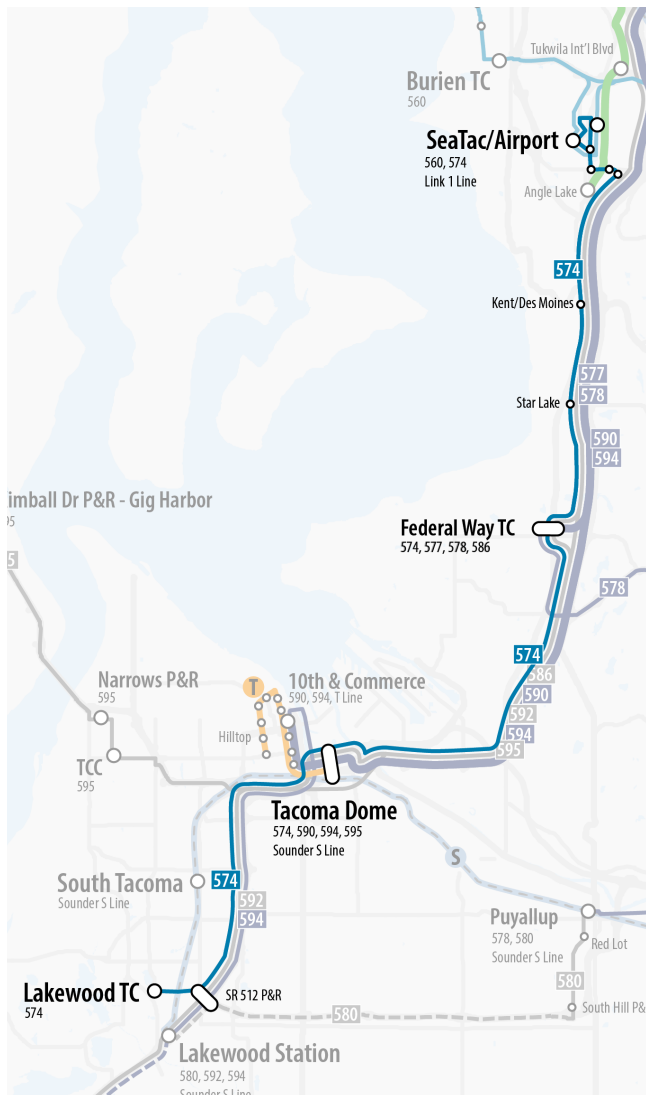 Tukwila Int'l Blvd
Burien TC
560
SeaTac/Airport
560, 574
Link 1 Line
Angle Lake
574
Kent/Des Moines
577
578
Star Lake
590
594
imball Dr P&R - Gig Harbor
95
Federal Way TC
574, 577, 578, 586
5
578
574
586
590
592
594
595
Narrows P&R
595
T
10th & Commerce
590, 594, T Line
Hilltop
TCC
595
Tacoma Dome
574, 590, 594, 595
Sounder S Line
S
South Tacoma
Sounder S Line
574
592
594
Puyallup
578, 580
Sounder S Line
Red Lot
580
Lakewood TC
574
SR 512 P&R
580
South Hill P&
Lakewood Station
580, 592, 594
Sounder S Line